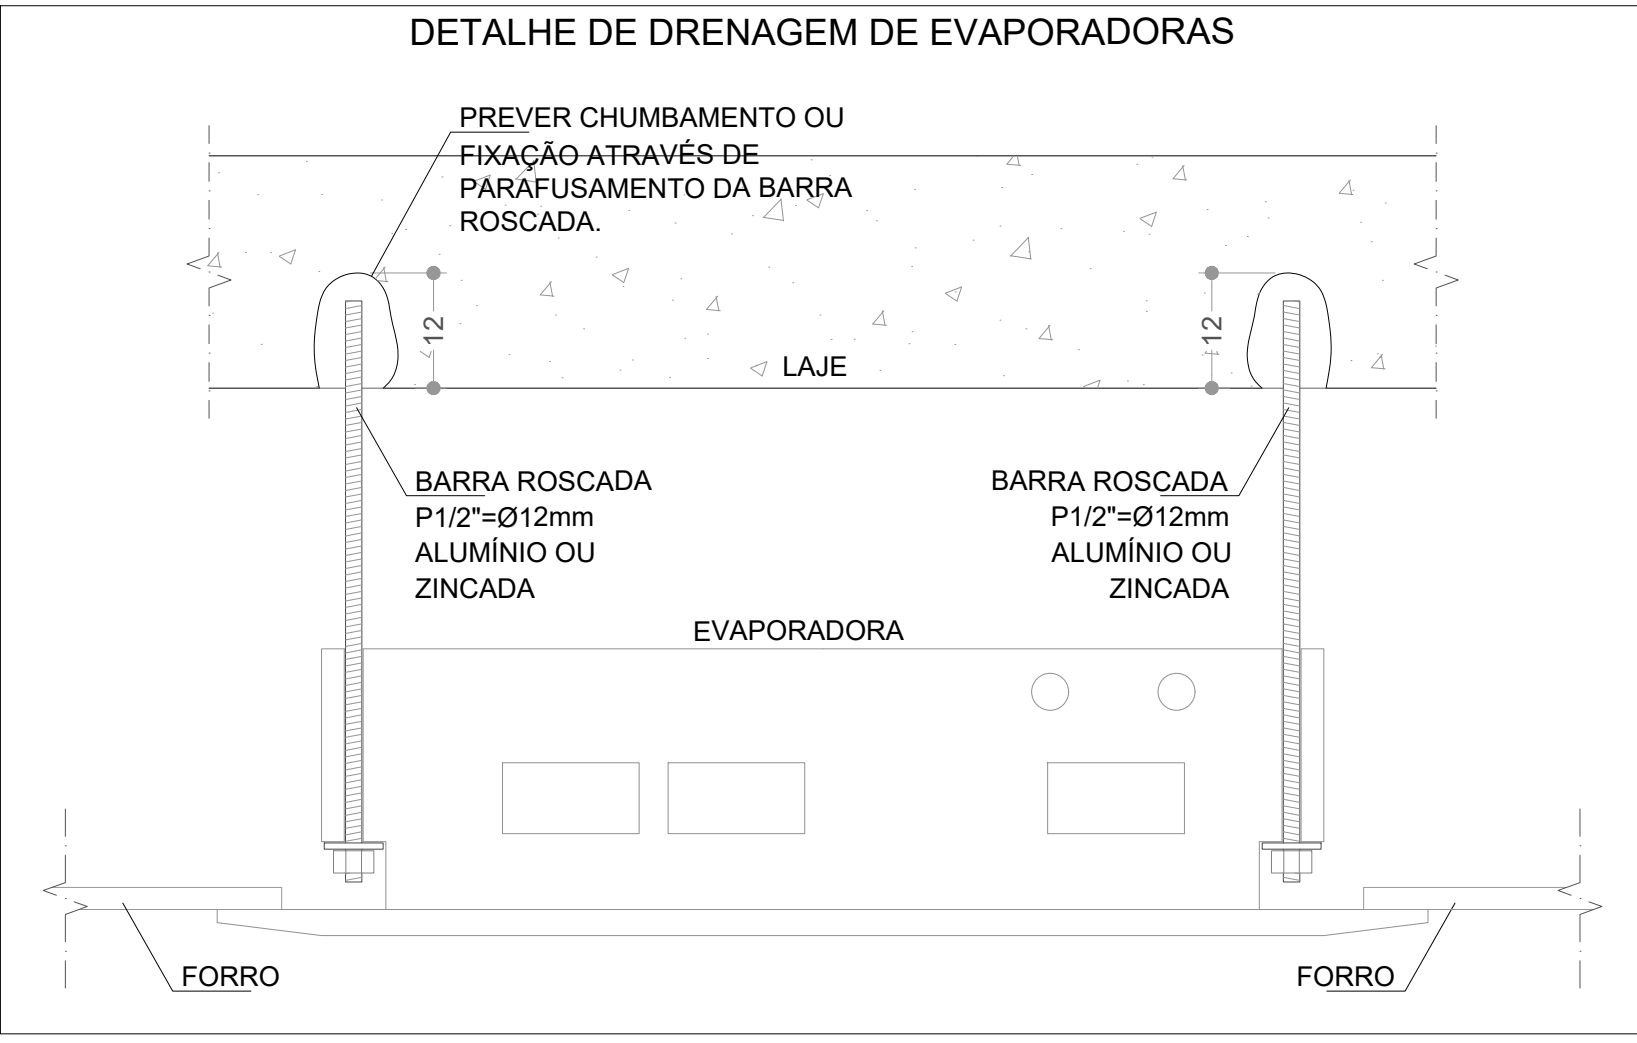 DETALHE DE DRENAGEM DE EVAPORADORAS
PREVER CHUMBAMENTO OU
FIXAÇÃO ATRAVÉS DE
PARAFUSAMENTO DA BARRA
ROSCADA.
12
12
LAJE
BARRA ROSCADA
P1/2"=Ø12mm
ALUMÍNIO OU
ZINCADA
BARRA ROSCADA
P1/2"=Ø12mm
ALUMÍNIO OU
ZINCADA
EVAPORADORA
FORRO
FORRO